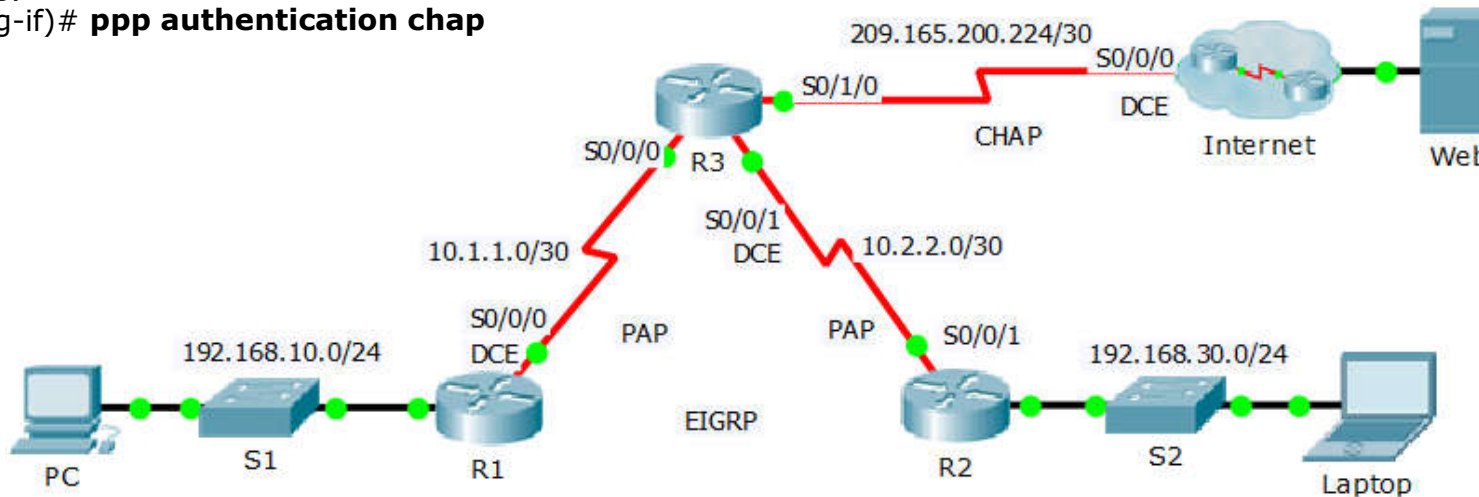 g-if)# ppp authentication chap
209.165.200.224/30
S0/0/0
S0/1/0
DCE
CHAP
Internet
Web
S0/0/0
R3
S0/0/1
DCE
10.1.1.0/30
10.2.2.0/30
S0/0/0
DCE
PAP
PAP
S0/0/1
192.168.10.0/24
192.168.30.0/24
EIGRP
PC
S1
R1
R2
S2
Laptop